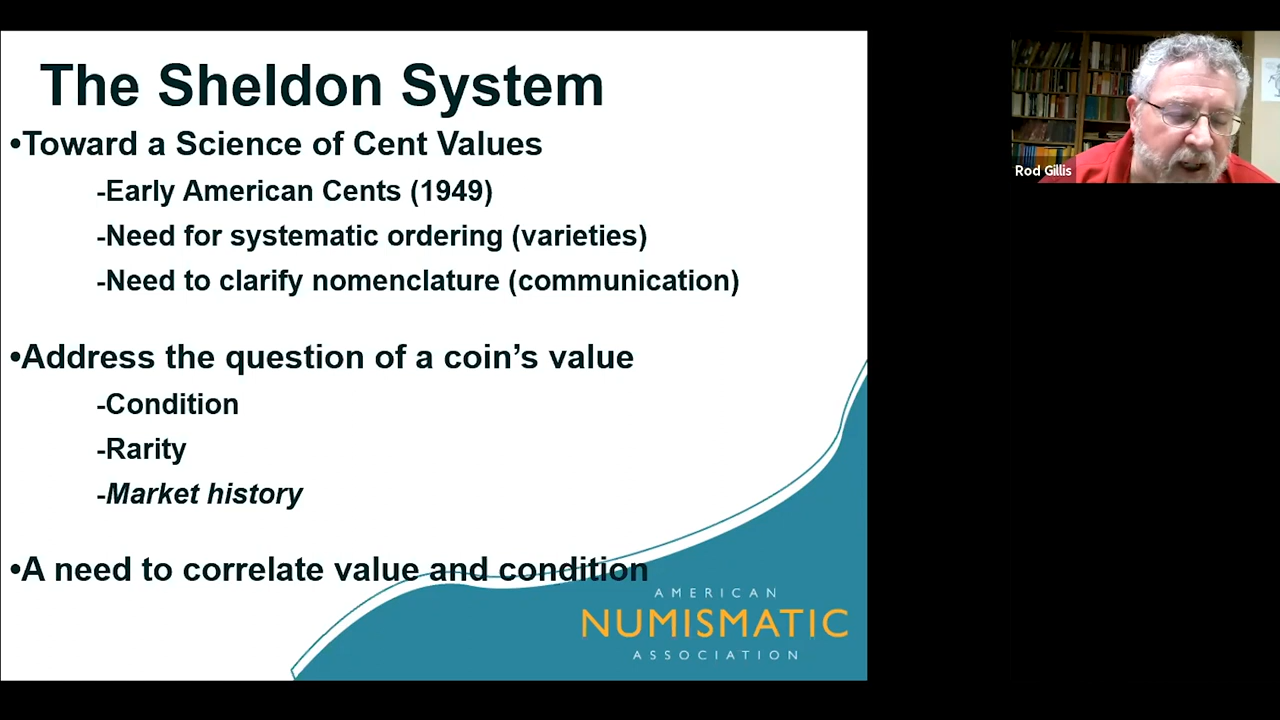 The Sheldon System
•Toward a Science of Cent Values
-Early American Cents (1949)
-Need for systematic ordering (varieties)
-Need to clarify nomenclature (communication)
•Address the question of a coin’s value
-Condition
-Rarity
-Market history
•A need to correlate value and condition
AMERICAN
NUMISMATIC
ASSOCIATION
Rod Gillis